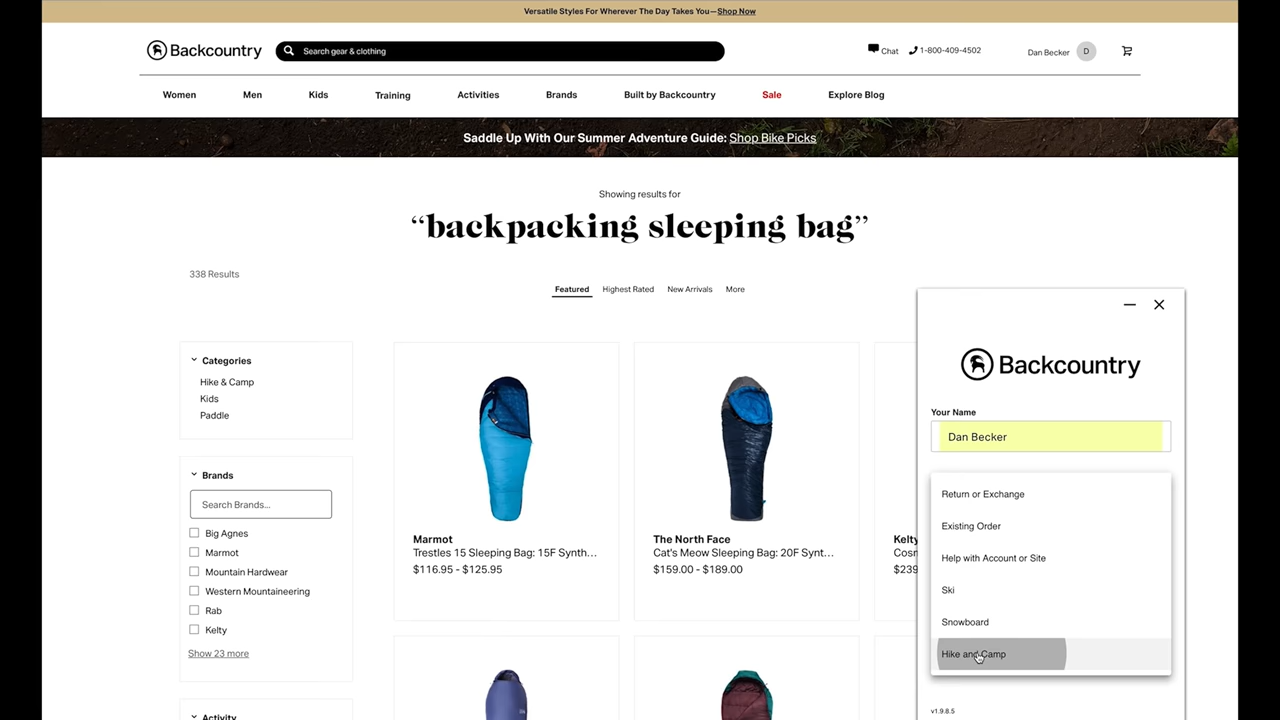 Versatile Styles For Wherever The Day Takes You—Shop Now
Backcountry
Search gear & clothing
Chat
1-800-409-4502
Dan Becker
D
Women
Men
Kids
Training
Activities
Brands
Built by Backcountry
Sale
Explore Blog
Saddle Up With Our Summer Adventure Guide: Shop Bike Picks
Showing results for
“backpacking sleeping bag”
338 Results
Featured
Highest Rated
New Arrivals
More
Categories
Hike & Camp
Kids
Paddle
Brands
Search Brands...
Big Agnes
Marmot
Mountain Hardwear
Western Mountaineering
Rab
Kelty
Show 23 more
Activity
Marmot
Trestles 15 Sleeping Bag: 15F Synth...
$116.95 - $125.95
The North Face
Cat's Meow Sleeping Bag: 20F Synt...
$159.00 - $189.00
Kelty
Cosm
$239
Backcountry
Your Name
Dan Becker
Return or Exchange
Existing Order
Help with Account or Site
Ski
Snowboard
Hike and Camp
v1.9.8.5